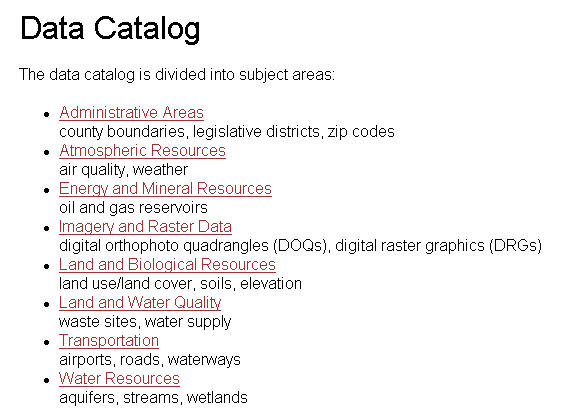 Data Catalog
The data catalog is divided into subject areas:
Administrative Areas
county boundaries, legislative districts, zip codes
Atmospheric Resources
air quality, weather
Energy and Mineral Resources
oil and gas reservoirs
Imagery and Raster Data
digital orthophoto quadrangles (DOQs), digital raster graphics (DRGs)
Land and Biological Resources
land use/land cover, soils, elevation
Land and Water Quality
waste sites, water supply
Transportation
airports, roads, waterways
Water Resources
aquifers, streams, wetlands